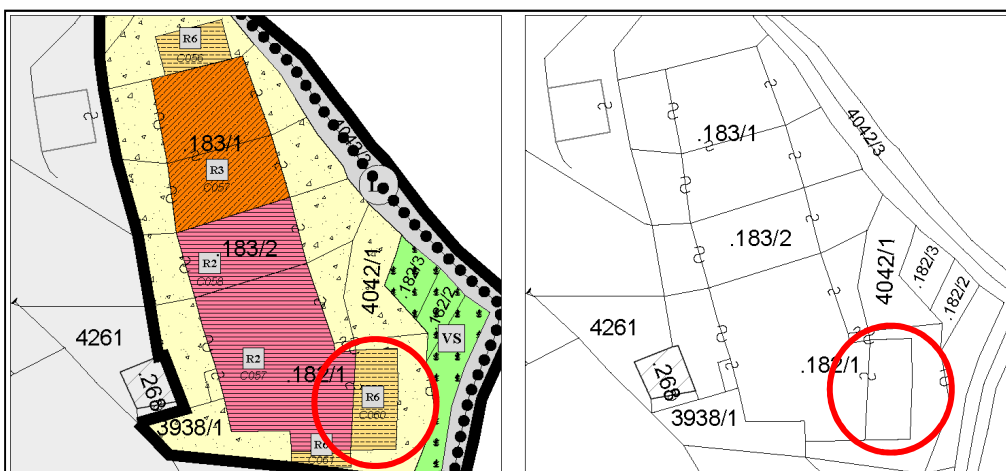 R6
C056
.183/1
4042/3
R3
C057
L
.183/2
R2
C058
4042/1
.182/3
.182/2
VS
4261
R2
C057
.182/1
R6
C060
.268
3938/1
R6
C061
.183/1
4042/3
.183/2
4042/1
.182/3
.182/2
4261
.182/1
.268
3938/1